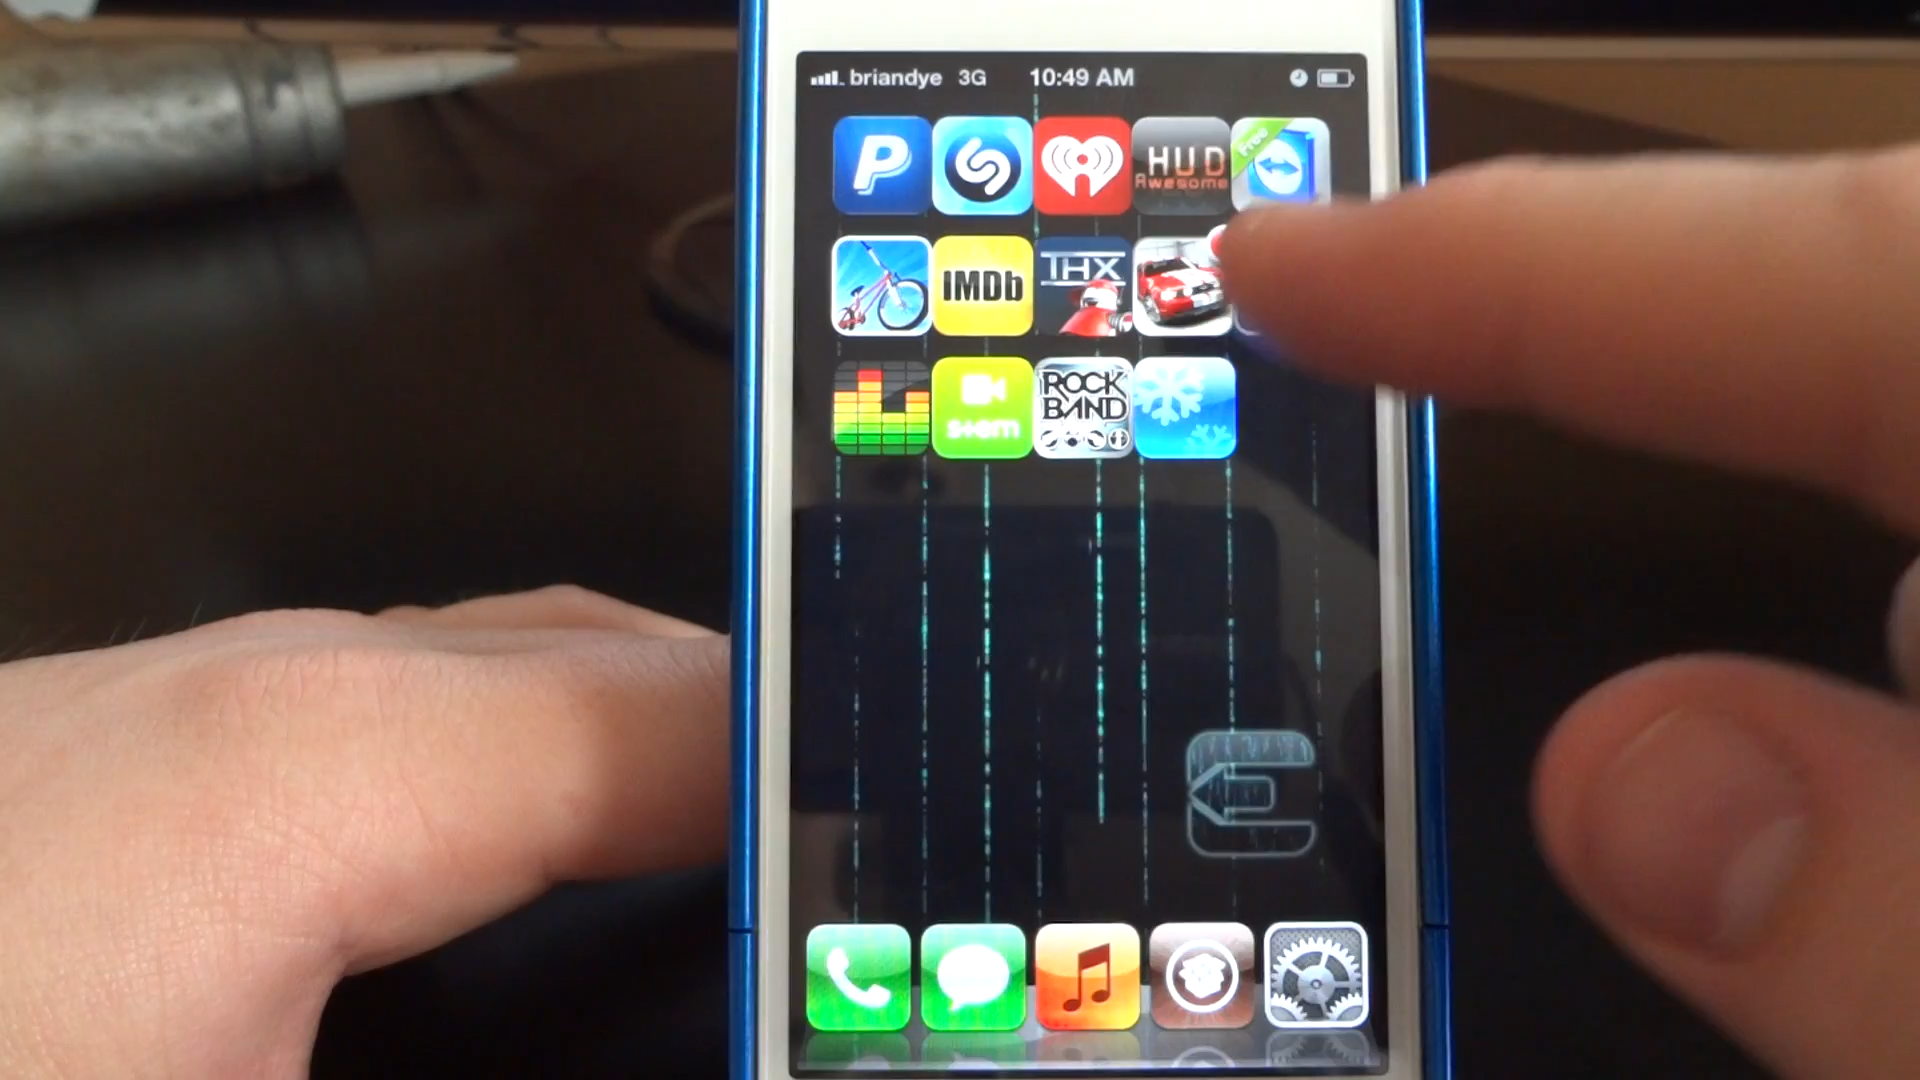 briandye 3G 10:49 AM
P
HUD
Awesome
Free
IMDb
THX
stem
ROCK
BAND